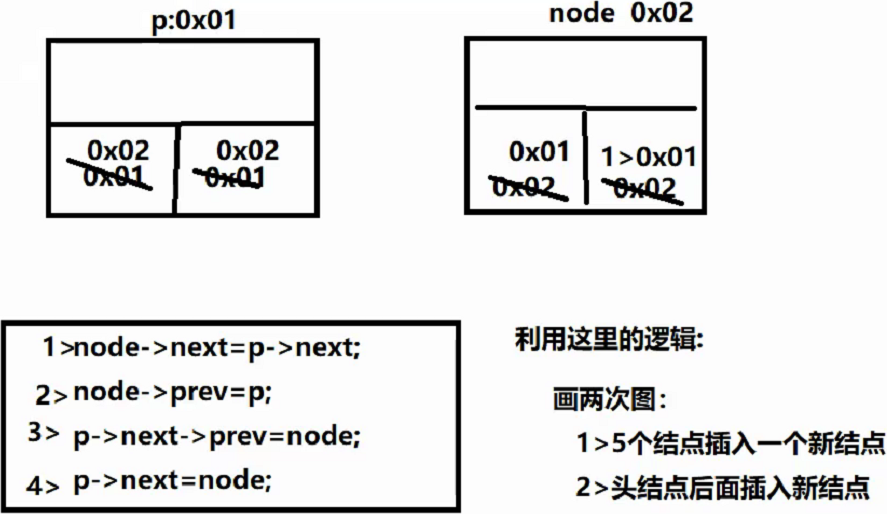 p:0x01
node 0x02
0x02 0x02
0x01 0x01
0x01 1>0x01
0x02 0x02
1>node->next=p->next;
2>node->prev=p;
3>p->next->prev=node;
4>p->next=node;
利用这里的逻辑:
画两次图：
1>5个结点插入一个新结点
2>头结点后面插入新结点